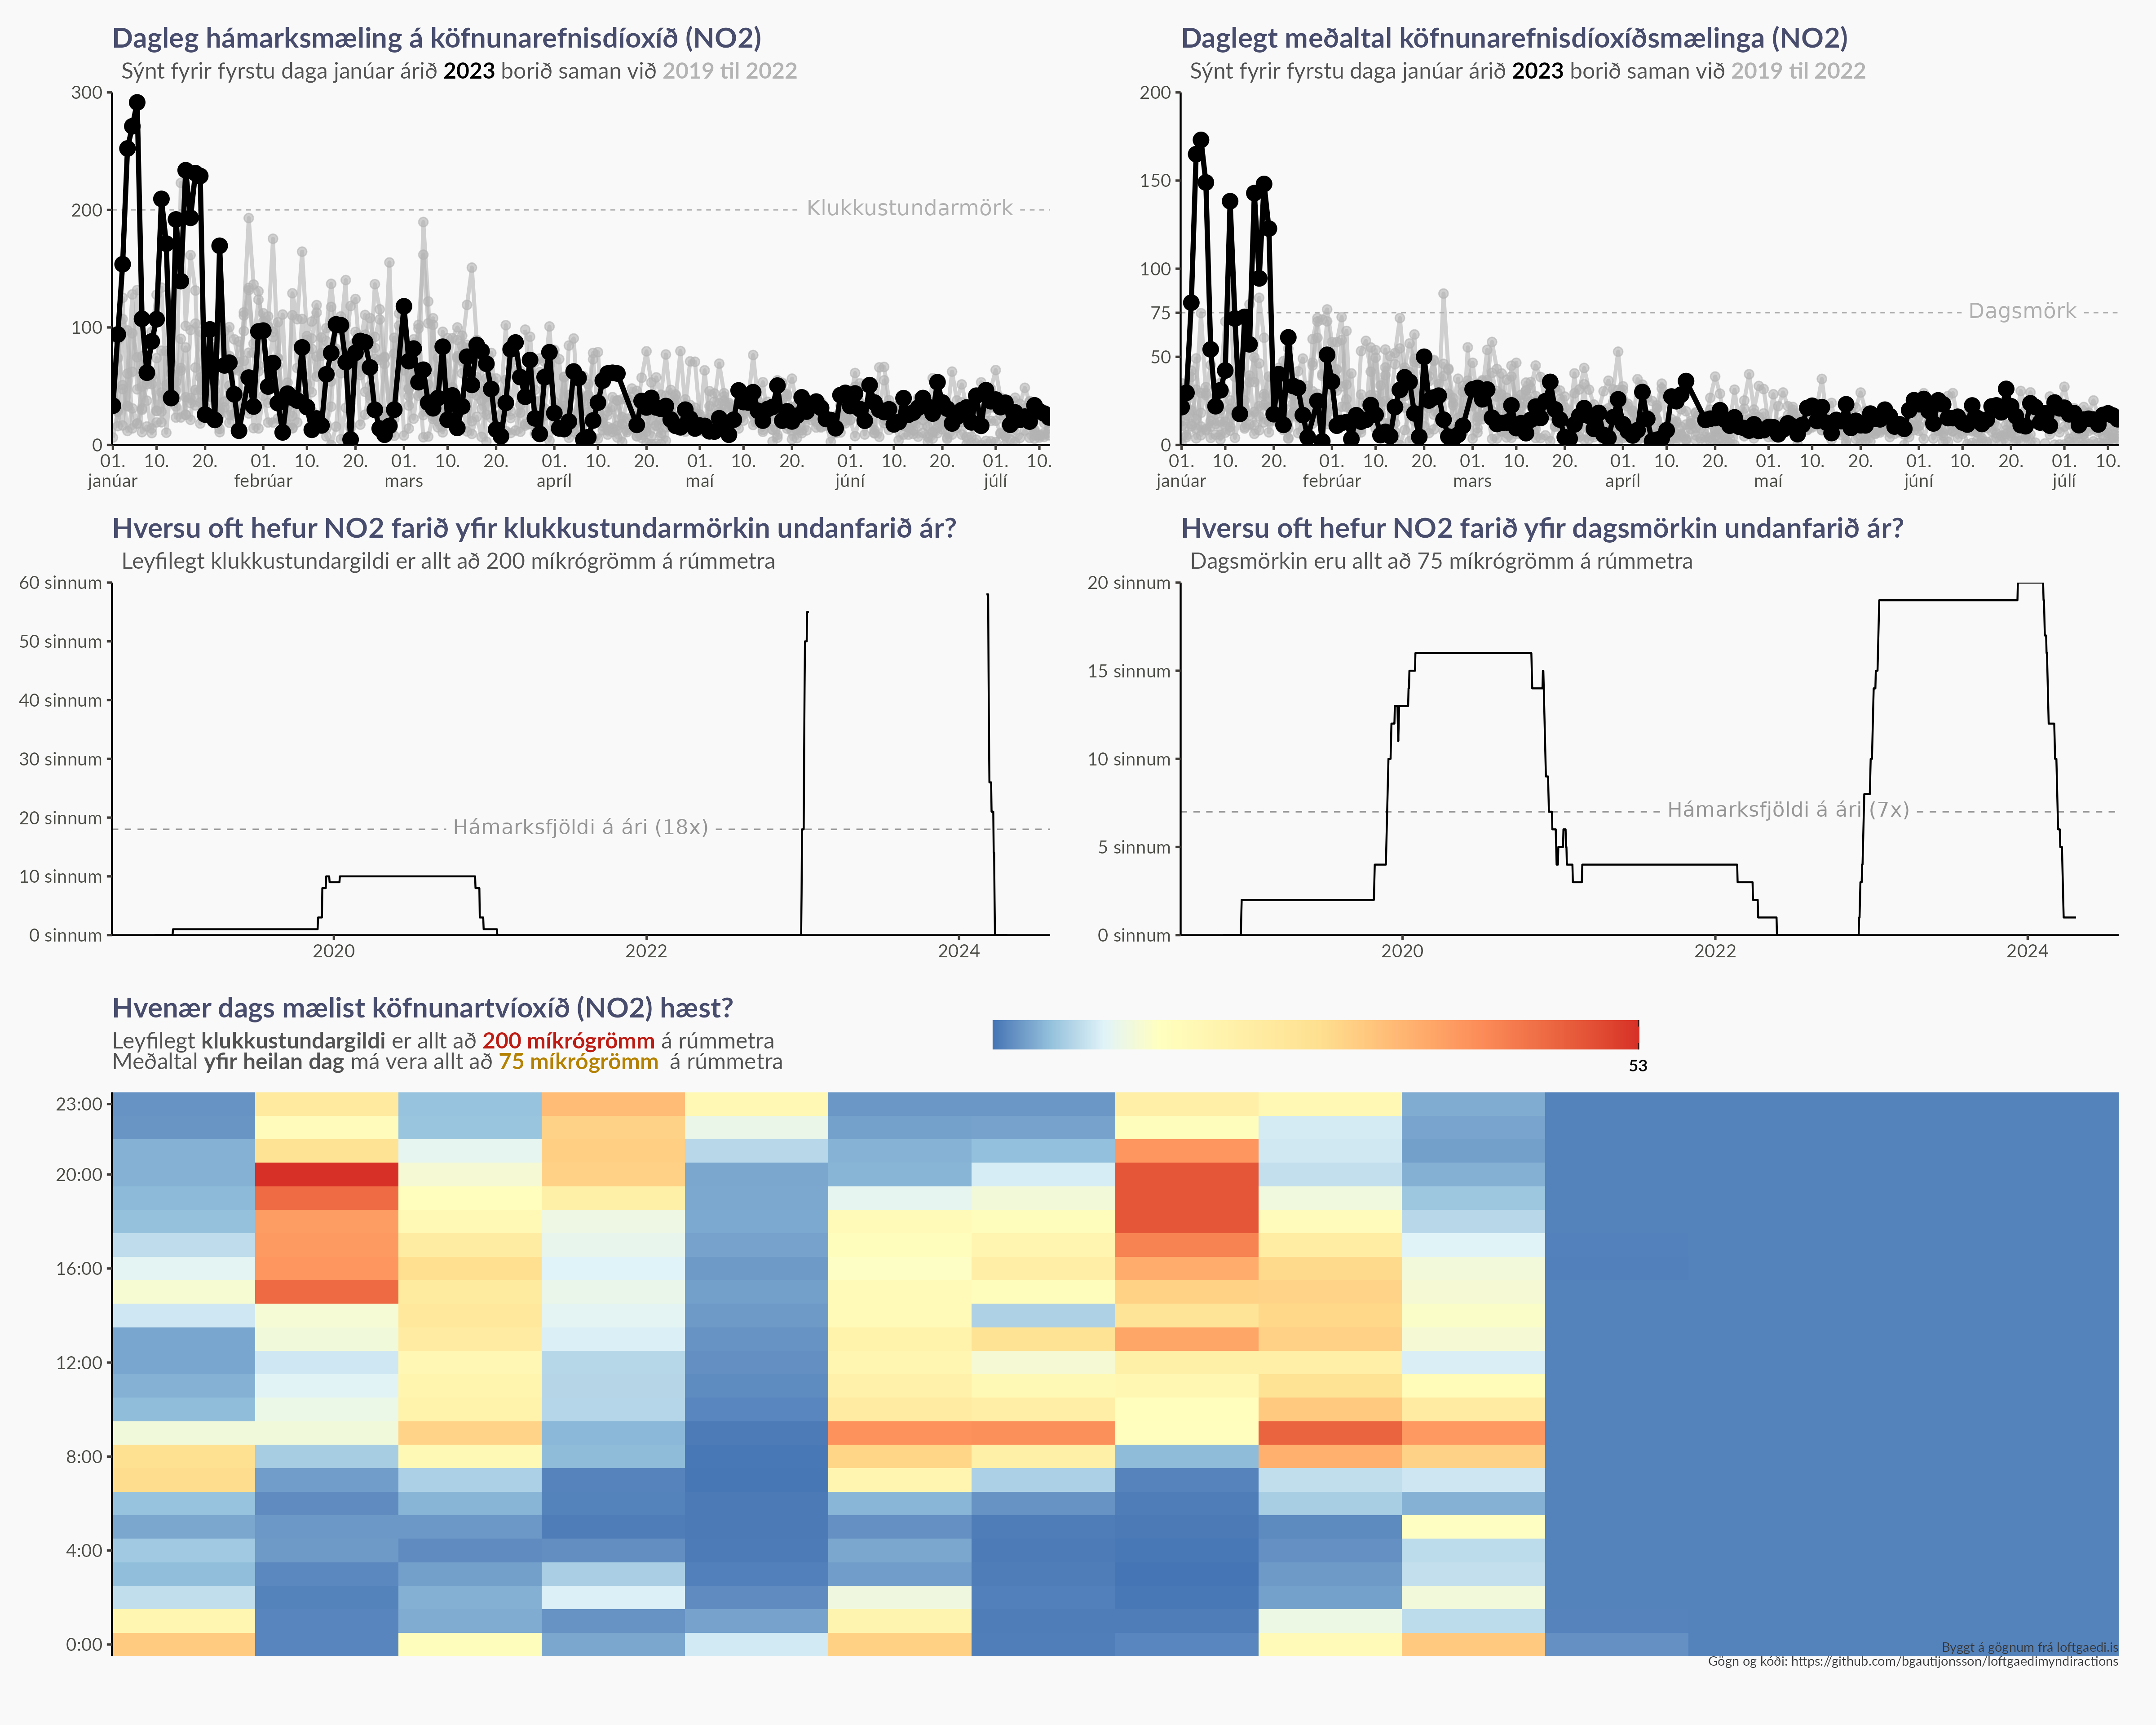 Dagleg hámarksmæling á köfnunarefnisdíoxíð (NO2)
Sýnt fyrir fyrstu daga janúar árið 2023 borið saman við 2019 til 2022
300
200
100
0
Klukkustundarmörk
01. 10. 20. 01. 10. 20. 01. 10. 20. 01. 10. 20. 01. 10. 20. 01. 10. 20. 01. 10.
janúar febrúar mars apríl maí júní júlí
Daglegt meðaltal köfnunarefnisdíoxíðsmælinga (NO2)
Sýnt fyrir fyrstu daga janúar árið 2023 borið saman við 2019 til 2022
200
150
100
75
50
0
Dagsmörk
01. 10. 20. 01. 10. 20. 01. 10. 20. 01. 10. 20. 01. 10. 20. 01. 10. 20. 01. 10.
janúar febrúar mars apríl maí júní júlí
Hversu oft hefur NO2 farið yfir klukkustundarmörkin undanfarið ár?
Leyfilegt klukkustundargildi er allt að 200 míkrógrömm á rúmmetra
60 sinnum
50 sinnum
40 sinnum
30 sinnum
20 sinnum
10 sinnum
0 sinnum
Hámarksfjöldi á ári (18x)
2020 2022 2024
Hversu oft hefur NO2 farið yfir dagsmörkin undanfarið ár?
Dagsmörkin eru allt að 75 míkrógrömm á rúmmetra
20 sinnum
15 sinnum
10 sinnum
5 sinnum
0 sinnum
Hámarksfjöldi á ári (7x)
2020 2022 2024
Hvenær dags mælist köfnunartvíoxíð (NO2) hæst?
Leyfilegt klukkustundargildi er allt að 200 míkrógrömm á rúmmetra
Meðaltal yfir heilan dag má vera allt að 75 míkrógrömm á rúmmetra
53
23:00
20:00
16:00
12:00
8:00
4:00
0:00
Byggt á gögnum frá loftgaedi.is
Gögn og kóði: https://github.com/bgautijonsson/loftgaedimyndiractions